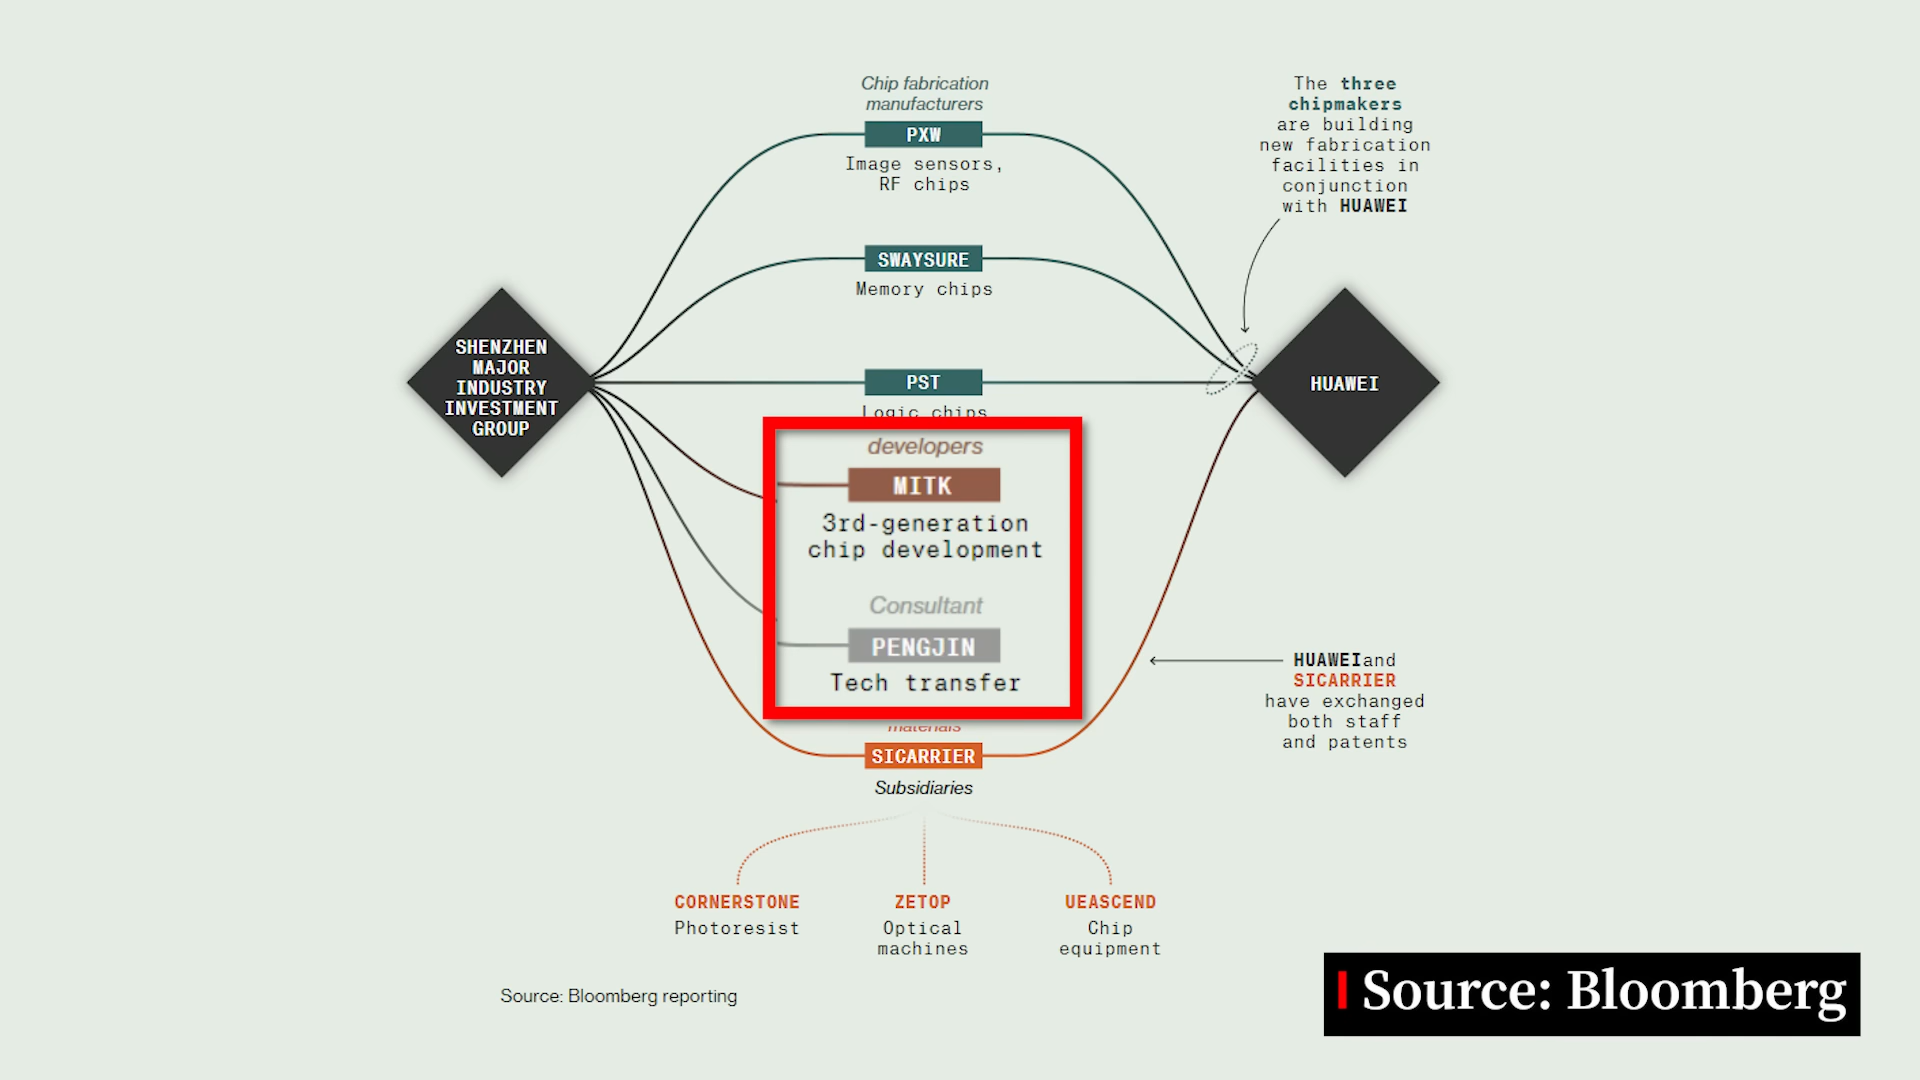 Chip fabrication
manufacturers
PXW
Image sensors,
RF chips
The three
chipmakers
are building
new fabrication
facilities in
conjunction
with HUAWEI
SWAYSURE
Memory chips
SHENZHEN
MAJOR
INDUSTRY
INVESTMENT
GROUP
PST
Logic chips
HUAWEI
developers
MITK
3rd-generation
chip development
Consultant
PENGJIN
Tech transfer
materials
SICARRIER
Subsidiaries
HUAWEIand
SICARRIER
have exchanged
both staff
and patents
CORNERSTONE
Photoresist
ZETOP
Optical
machines
UEASCEND
Chip
equipment
Source: Bloomberg reporting
Source: Bloomberg